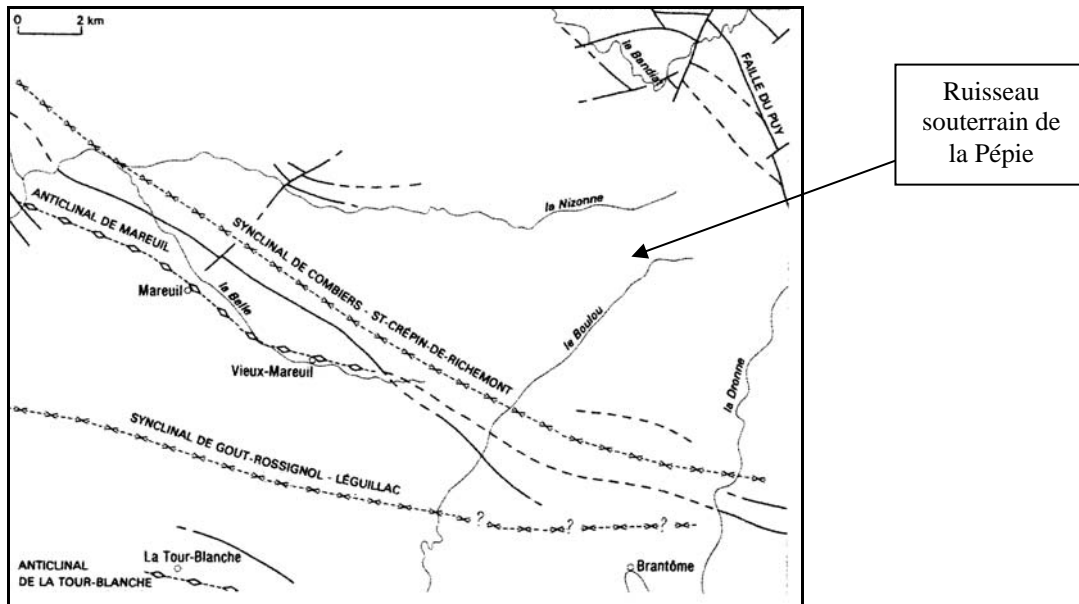 0 2 km
la Bandiat
FAILLE DU PUY
Ruisseau
souterrain de
la Pépie
la Nizonne
ANTICLINAL DE MAREUIL
SYNCLINAL DE COMBIERS - ST-CRÉPIN-DE-RICHEMONT
Mareuil
la Belle
le Boulou
la Dronne
Vieux-Mareuil
SYNCLINAL DE GOUT-ROSSIGNOL - LÉGUILLAC
? ? ?
La Tour-Blanche
ANTICLINAL
DE LA TOUR-BLANCHE
Brantôme